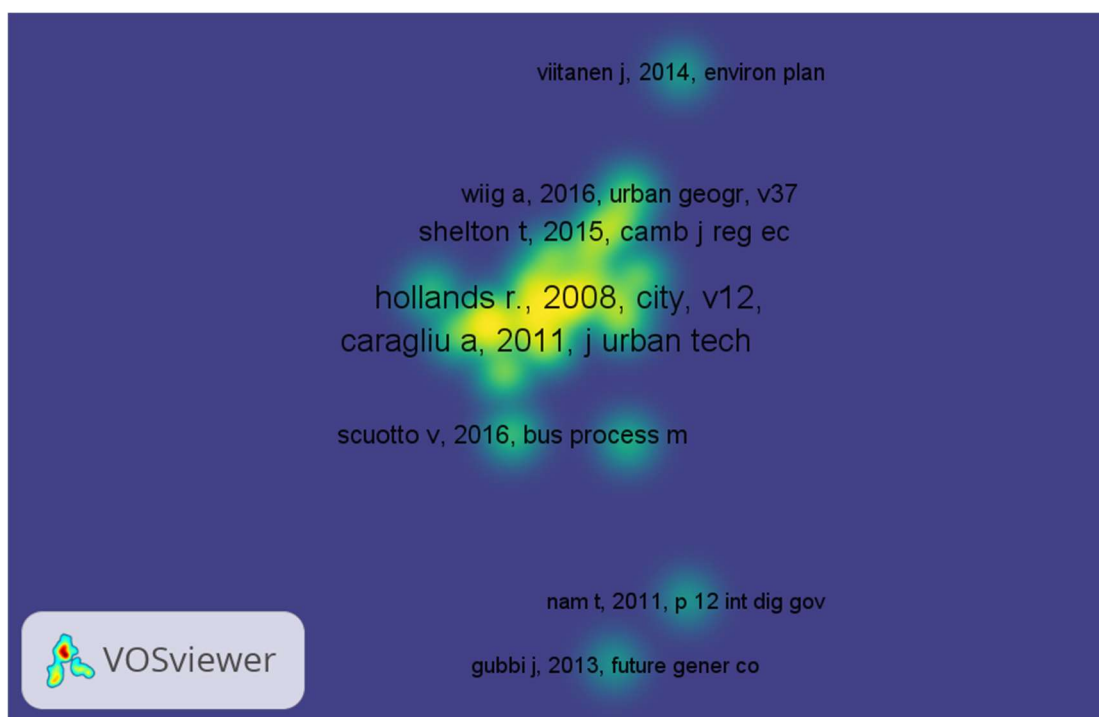 viitanen j, 2014, environ plan
wiig a, 2016, urban geogr, v37
shelton t, 2015, camb j reg ec
hollands r., 2008, city, v12,
caragliu a, 2011, j urban tech
scuotto v, 2016, bus process m
nam t, 2011, p 12 int dig gov
gubbi j, 2013, future gener co
VOSviewer